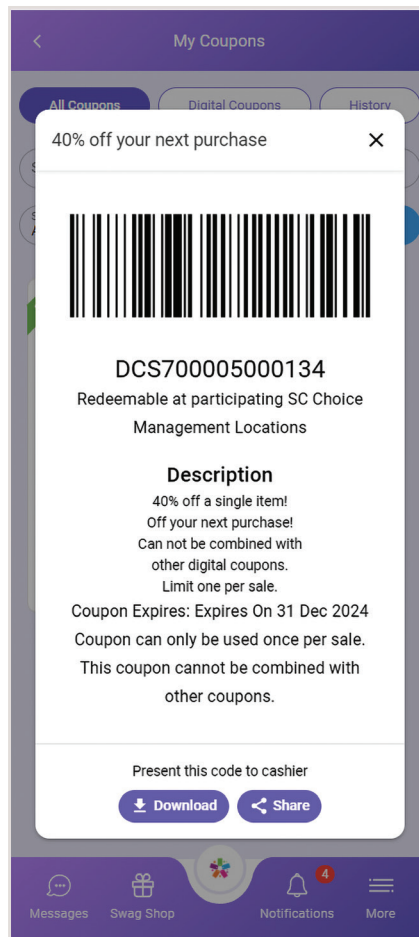 My Coupons
All Coupons
Digital Coupons
History
40% off your next purchase
S
S
A
DCS700005000134
Redeemable at participating SC Choice
Management Locations
Description
40% off a single item!
Off your next purchase!
Can not be combined with
other digital coupons.
Limit one per sale.
Coupon Expires: Expires On 31 Dec 2024
Coupon can only be used once per sale.
This coupon cannot be combined with
other coupons.
Present this code to cashier
Download
Share
4
Messages
Swag Shop
Notifications
More